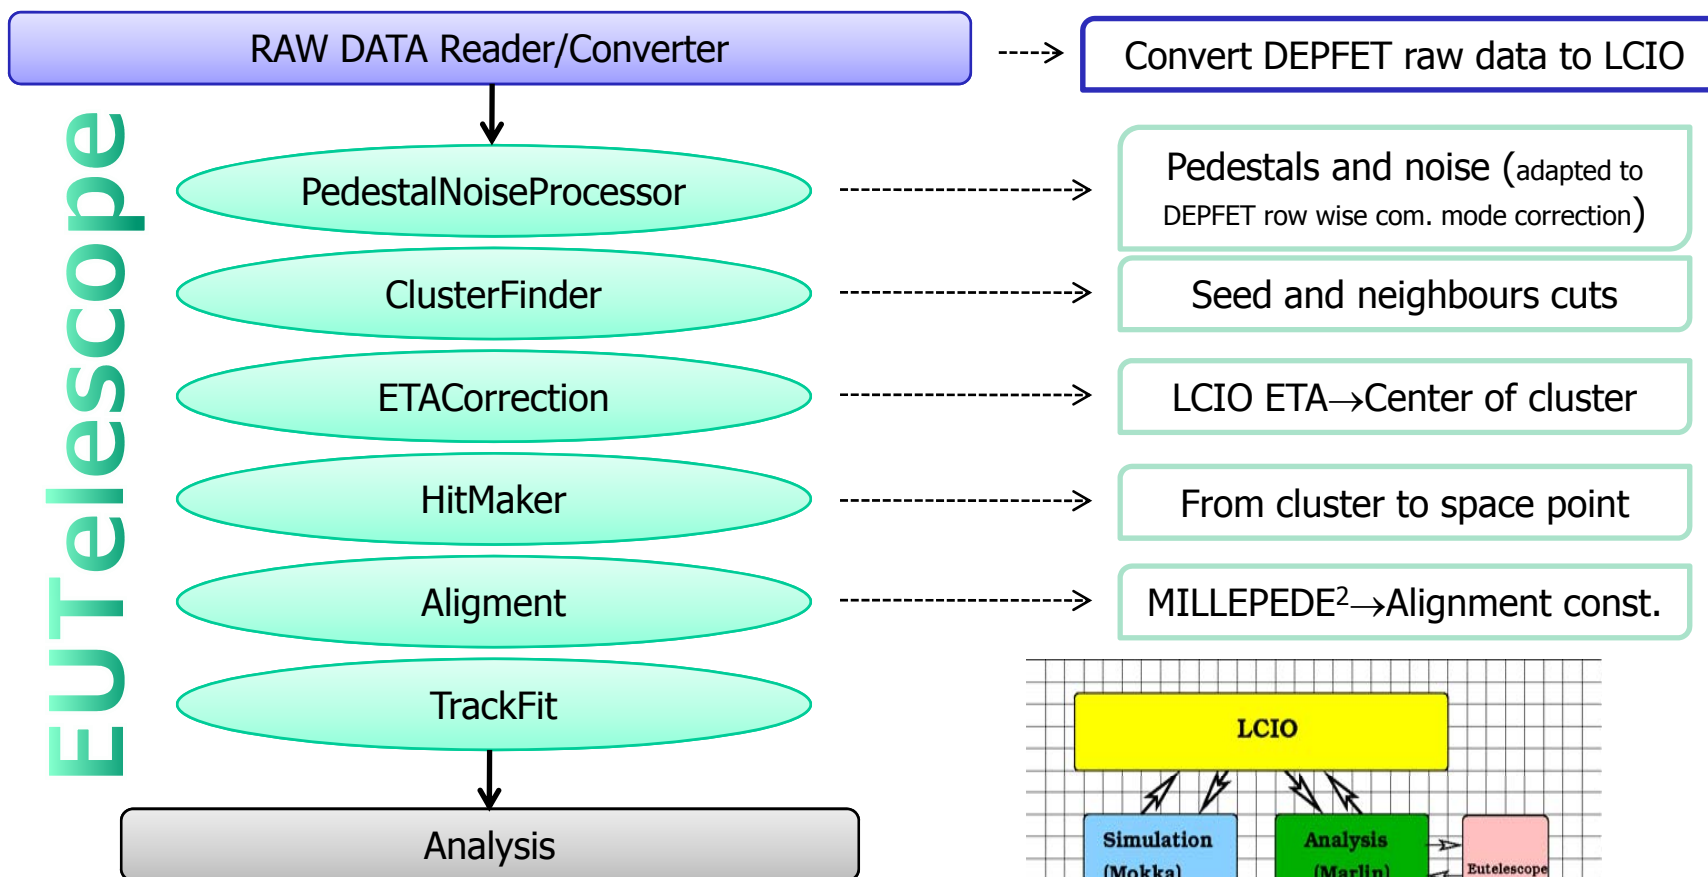 RAW DATA Reader/Converter
Convert DEPFET raw data to LCIO
EUTelescope
PedestalNoiseProcessor
Pedestals and noise (adapted to
DEPFET row wise com. mode correction)
ClusterFinder
Seed and neighbours cuts
ETACorrection
LCIO ETA→Center of cluster
HitMaker
From cluster to space point
Aligment
MILLEPEDE²→Alignment const.
TrackFit
Analysis
LCIO
Simulation
(Mokka)
Analysis
(Marlin)
Eutelescope